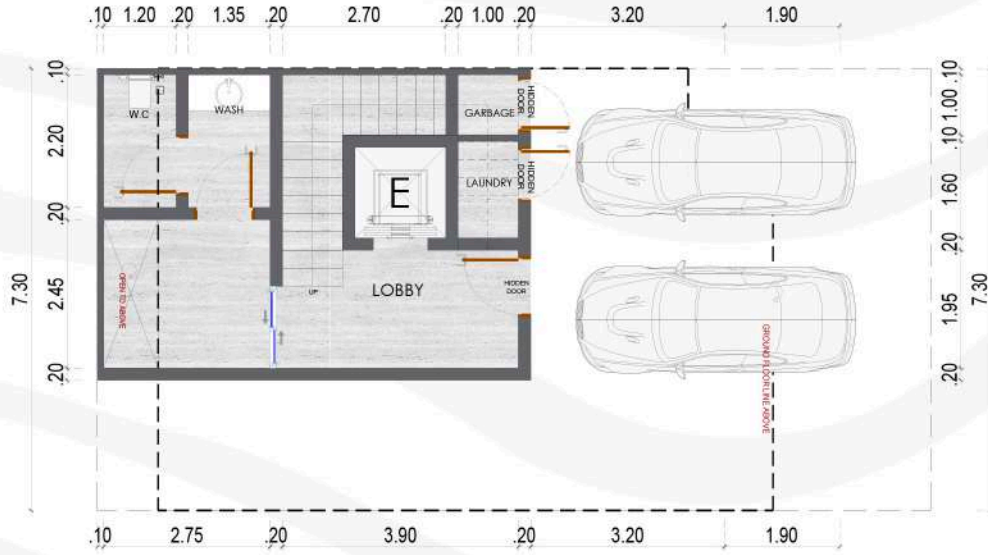 .10 1.20 .20 1.35 .20 2.70 .20 1.00 .20 3.20 1.90
.10
2.20
.20
2.45
.20
7.30
W.C
WASH
GARBAGE
HIDDEN
DOOR
LAUNDRY
HIDDEN
DOOR
E
OPEN TO ABOVE
UP
LOBBY
HIDDEN
DOOR
GROUND FLOOR LINE ABOVE
.10
1.00
.10
1.60
.20
1.95
.20
7.30
.10 2.75 .20 3.90 .20 3.20 1.90